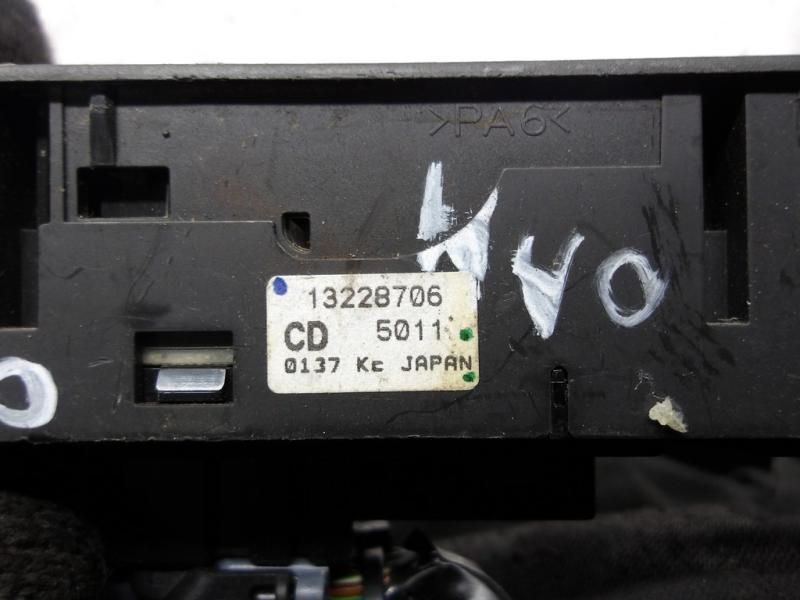 >PA6<
13228706
CD 5011
0137 Kc JAPAN